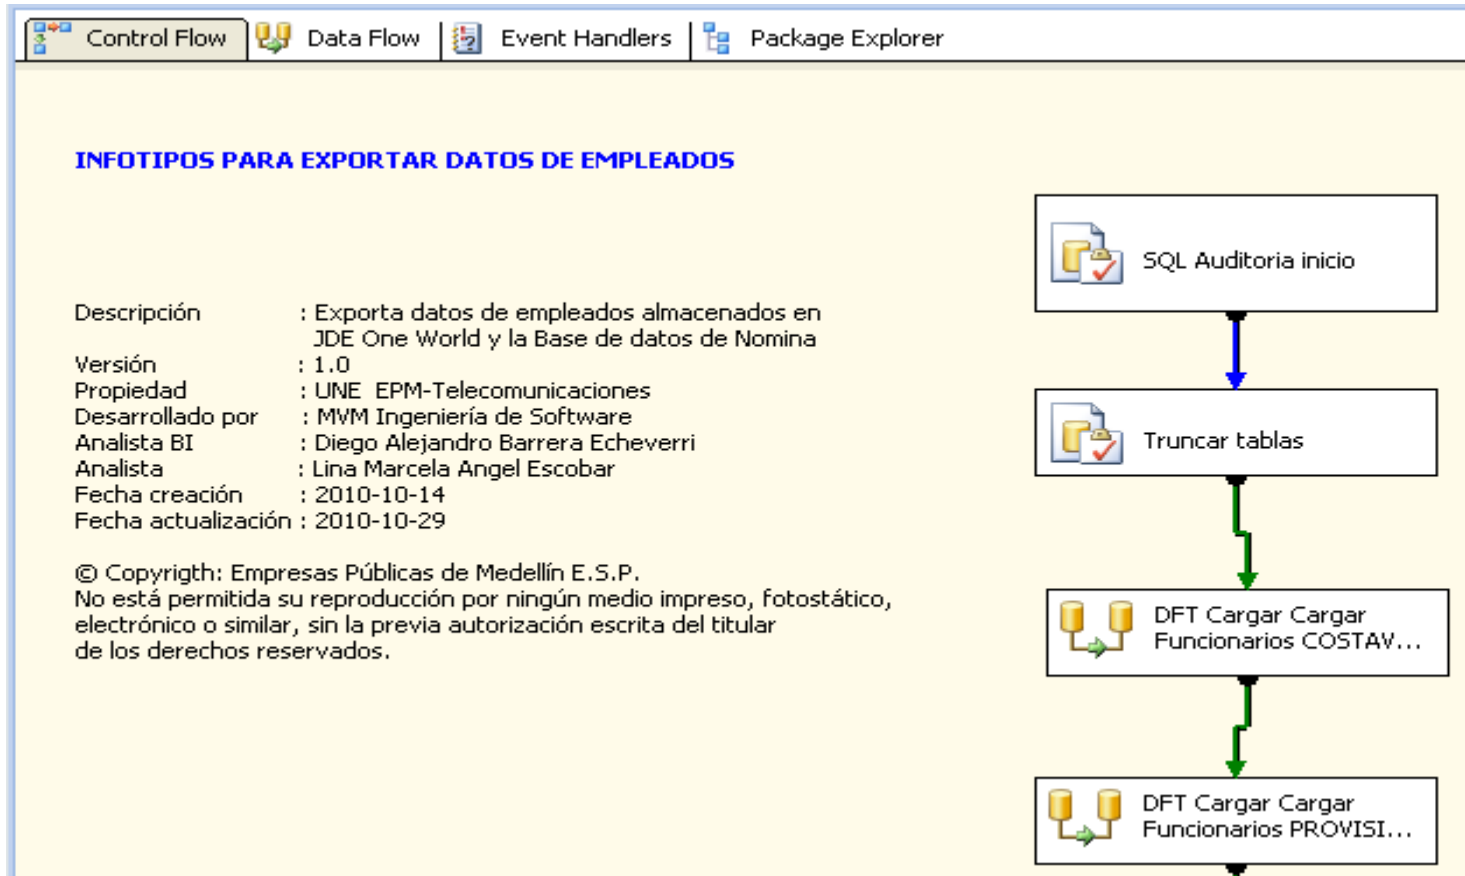 Control Flow Data Flow Event Handlers Package Explorer
INFOTIPOS PARA EXPORTAR DATOS DE EMPLEADOS
Descripción : Exporta datos de empleados almacenados en
JDE One World y la Base de datos de Nomina
Versión : 1.0
Propiedad : UNE EPM-Telecomunicaciones
Desarrollado por : MVM Ingeniería de Software
Analista BI : Diego Alejandro Barrera Echeverri
Analista : Lina Marcela Angel Escobar
Fecha creación : 2010-10-14
Fecha actualización : 2010-10-29
© Copyrigth: Empresas Públicas de Medellín E.S.P.
No está permitida su reproducción por ningún medio impreso, fotostático,
electrónico o similar, sin la previa autorización escrita del titular
de los derechos reservados.
SQL Auditoria inicio
Truncar tablas
DFT Cargar Cargar
Funcionarios COSTAV...
DFT Cargar Cargar
Funcionarios PROVISI...